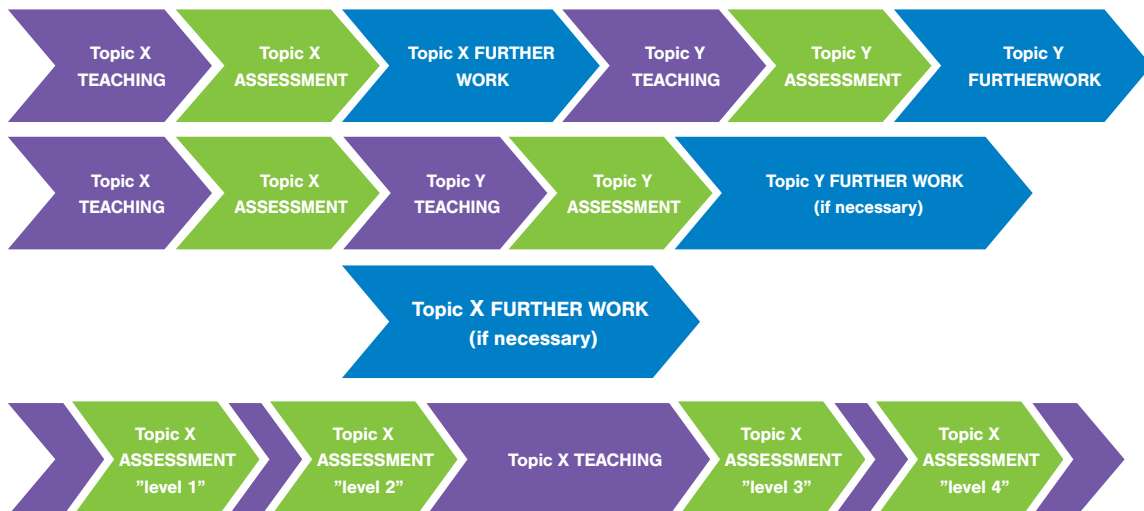 Topic X
TEACHING
Topic X
ASSESSMENT
Topic X FURTHER
WORK
Topic Y
TEACHING
Topic Y
ASSESSMENT
Topic Y
FURTHERWORK
Topic X
TEACHING
Topic X
ASSESSMENT
Topic Y
TEACHING
Topic Y
ASSESSMENT
Topic Y FURTHER WORK
(if necessary)
Topic X FURTHER WORK
(if necessary)
Topic X
ASSESSMENT
”level 1"
Topic X
ASSESSMENT
”level 2"
Topic X TEACHING
Topic X
ASSESSMENT
”level 3"
Topic X
ASSESSMENT
”level 4"